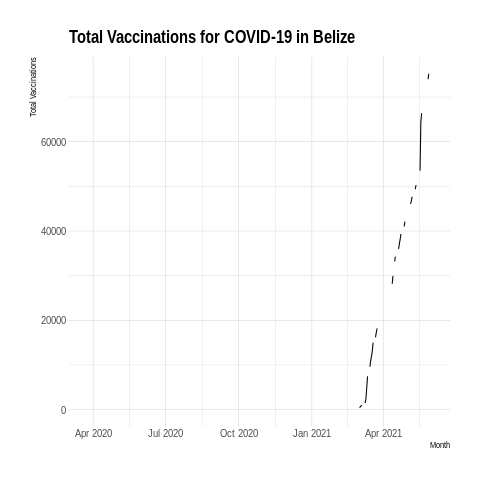 Total Vaccinations for COVID-19 in Belize
Total Vaccinations
60000
40000
20000
0
Apr 2020 Jul 2020 Oct 2020 Jan 2021 Apr 2021
Month